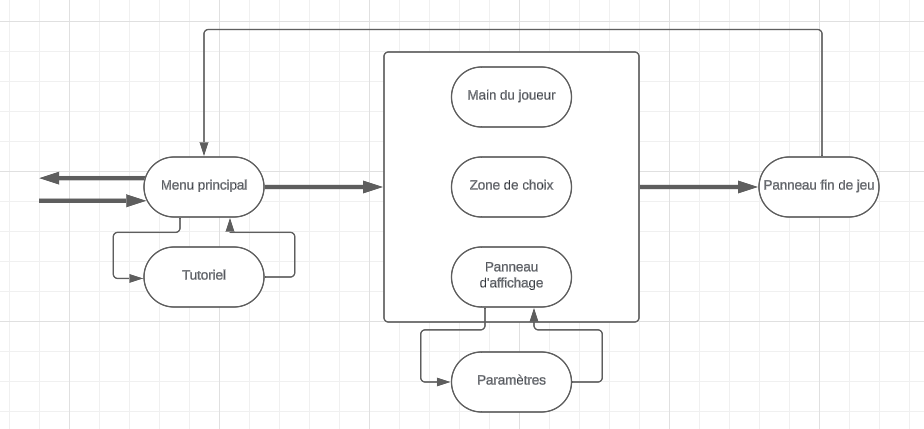 Main du joueur
Menu principal
Zone de choix
Panneau fin de jeu
Tutoriel
Panneau
d'affichage
Paramètres